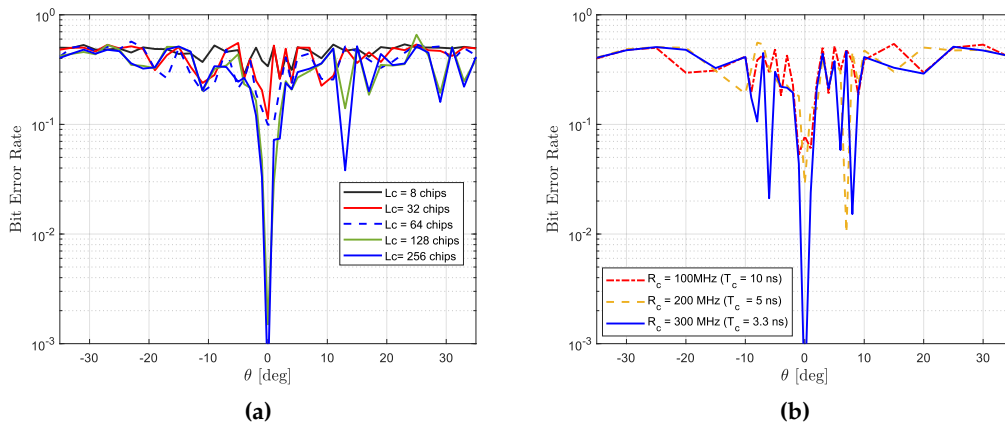 10^0
10^-1
10^-2
10^-3
Bit Error Rate
-30 -20 -10 0 10 20 30
θ [deg]
Lc = 8 chips
Lc= 32 chips
Lc = 64 chips
Lc = 128 chips
Lc= 256 chips
(a)
10^0
10^-1
10^-2
10^-3
Bit Error Rate
-30 -20 -10 0 10 20 30
θ [deg]
R_c = 100MHz (T_c = 10 ns)
R_c = 200 MHz (T_c = 5 ns)
R_c = 300 MHz (T_c = 3.3 ns)
(b)